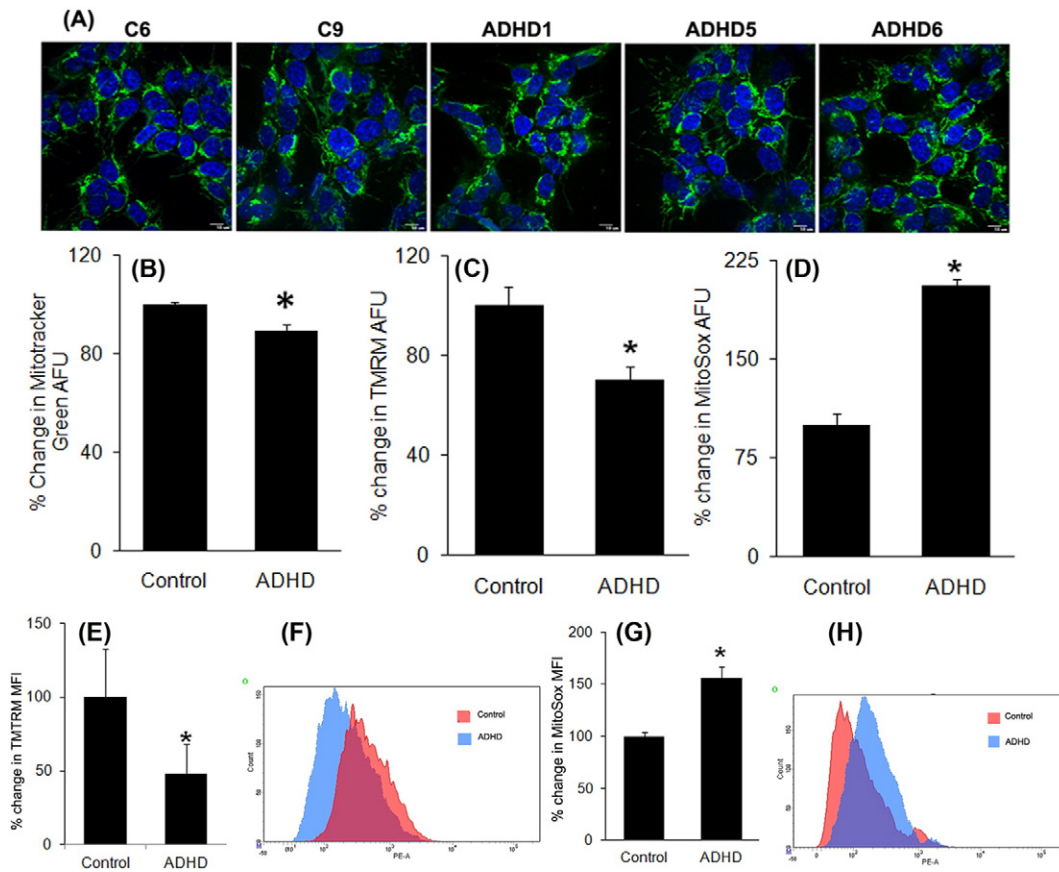 (A)
C6 C9 ADHD1 ADHD5 ADHD6
(B)
% Change in Mitotracker
Green AFU
120
80
40
0
*
Control ADHD
(C)
% change in TMRM AFU
120
80
40
0
*
Control ADHD
(D)
% change in MitoSox AFU
225
150
75
0
*
Control ADHD
(E)
% change in TMTRM MFI
150
100
50
0
*
Control ADHD
(F)
Control
ADHD
Count
PE-A
(G)
% change in MitoSox MFI
200
150
100
50
0
*
Control ADHD
(H)
Control
ADHD
Count
PE-A